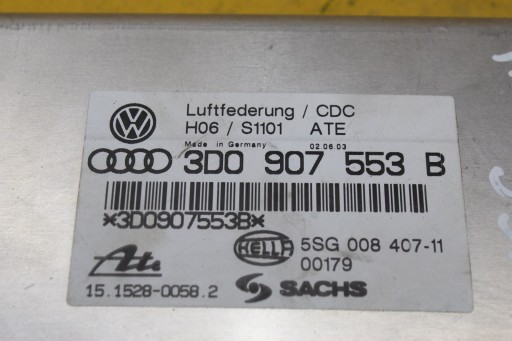 Luftfederung / CDC
H06 / S1101 ATE
Made in Germany 02.06.03
3D0 907 553 B
*3D0907553B*
HELLA 5SG 008 407-11
00179
Ate
15.1528-0058.2 SACHS